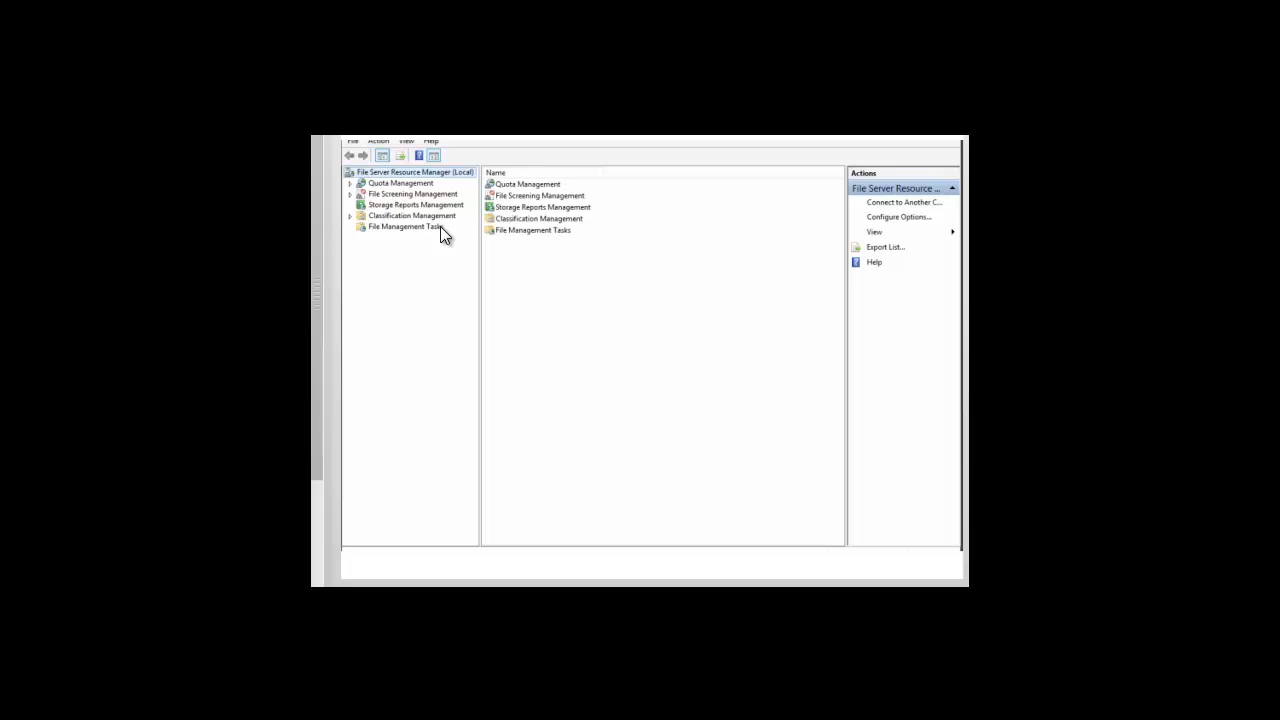 File Action View Help
File Server Resource Manager (Local)
Quota Management
File Screening Management
Storage Reports Management
Classification Management
File Management Tasks
Name
Quota Management
File Screening Management
Storage Reports Management
Classification Management
File Management Tasks
Actions
File Server Resource ...
Connect to Another C...
Configure Options...
View
Export List...
Help